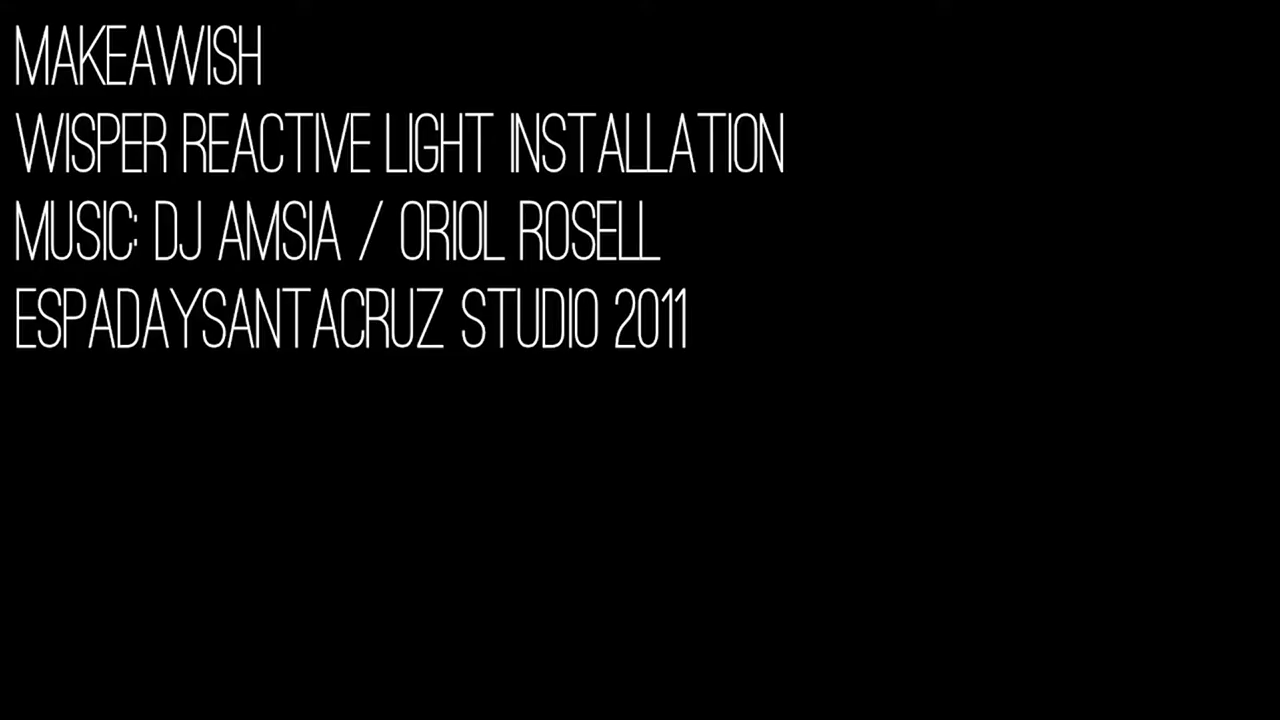 MAKEAWISH
WISPER REACTIVE LIGHT INSTALLATION
MUSIC: DJ AMSIA / ORIOL ROSELL
ESPADAYSANTACRUZ STUDIO 2011